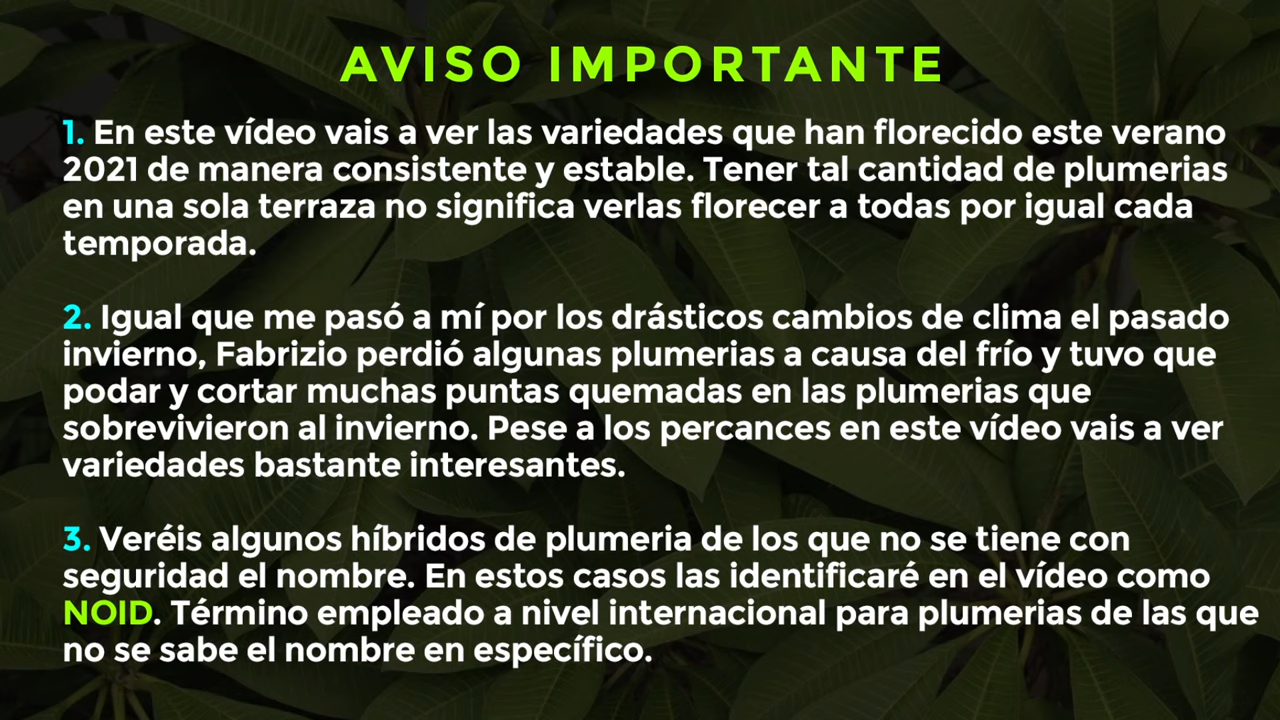 AVISO IMPORTANTE
1. En este vídeo vais a ver las variedades que han florecido este verano
2021 de manera consistente y estable. Tener tal cantidad de plumerias
en una sola terraza no significa verlas florecer a todas por igual cada
temporada.
2. Igual que me pasó a mí por los drásticos cambios de clima el pasado
invierno, Fabrizio perdió algunas plumerias a causa del frío y tuvo que
podar y cortar muchas puntas quemadas en las plumerias que
sobrevivieron al invierno. Pese a los percances en este vídeo vais a ver
variedades bastante interesantes.
3. Veréis algunos híbridos de plumeria de los que no se tiene con
seguridad el nombre. En estos casos las identificaré en el vídeo como
NOID. Término empleado a nivel internacional para plumerias de las que
no se sabe el nombre en específico.